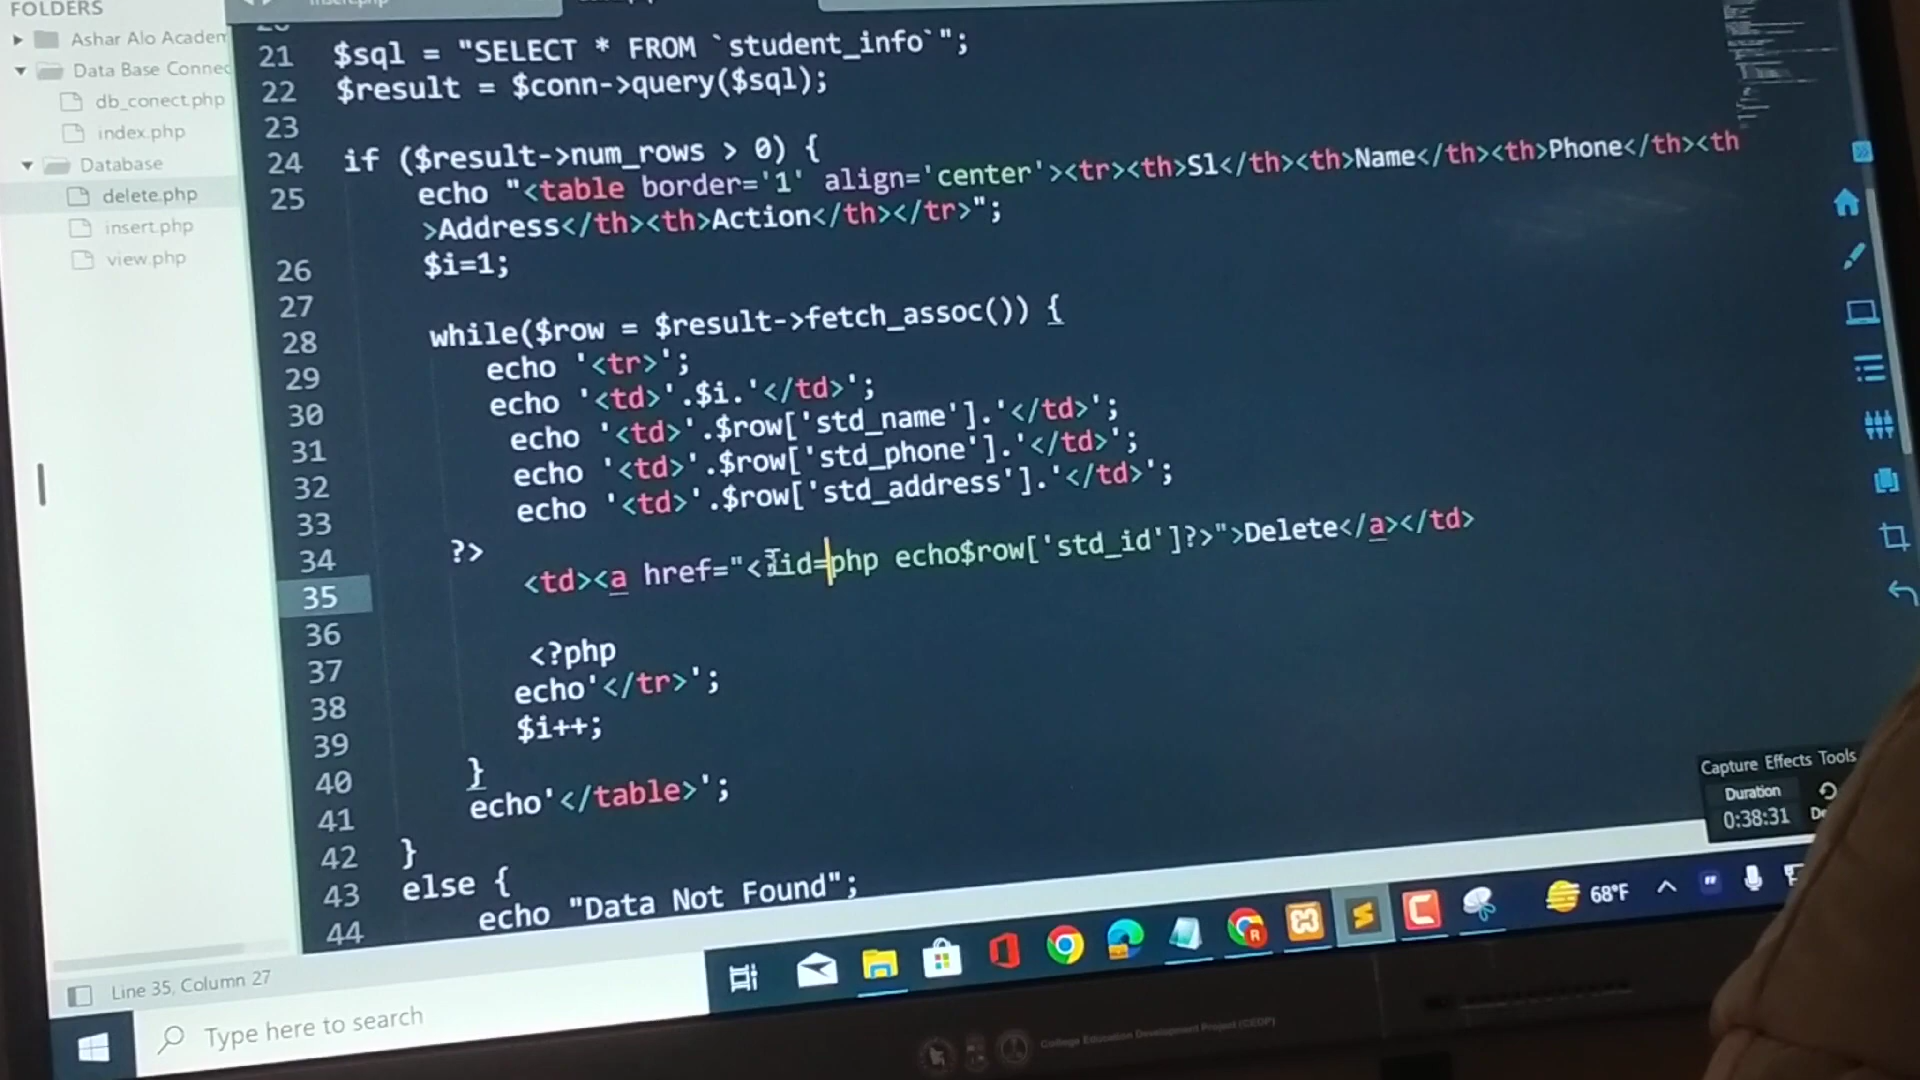 FOLDERS
Ashar Alo Academ
Data Base Connec
db_conect.php
index.php
Database
delete.php
insert.php
view.php
21 $sql = "SELECT * FROM `student_info`";
22 $result = $conn->query($sql);
23
24 if ($result->num_rows > 0) {
25 echo "<table border='1' align='center'><tr><th>Sl</th><th>Name</th><th>Phone</th><th
>Address</th><th>Action</th></tr>";
26 $i=1;
27
28 while($row = $result->fetch_assoc()) {
29 echo '<tr>';
30 echo '<td>'.$i.'</td>';
31 echo '<td>'.$row['std_name'].'</td>';
32 echo '<td>'.$row['std_phone'].'</td>';
33 echo '<td>'.$row['std_address'].'</td>';
34 ?>
35 <td><a href="<?id=php echo$row['std_id']?>">Delete</a></td>
36
37 <?php
38 echo'</tr>';
39 $i++;
40 }
41 echo'</table>';
42 }
43 else {
44 echo "Data Not Found";
Capture Effects Tools
Duration
0:38:31
68°F
Line 35, Column 27
Type here to search
College Education Development Project (CEDP)